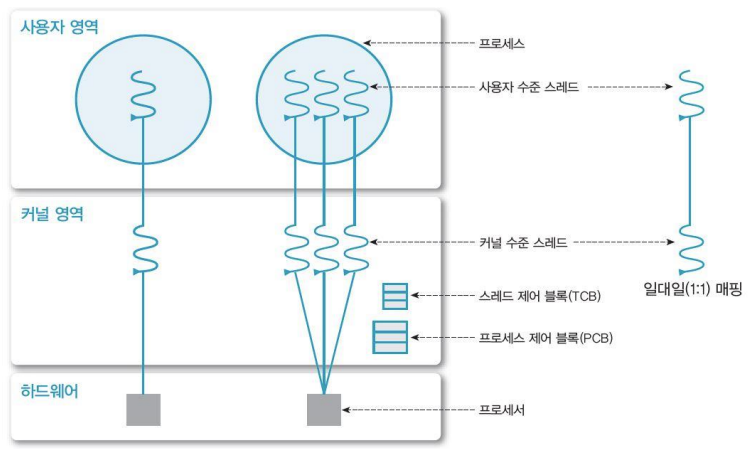 사용자 영역
프로세스
사용자 수준 스레드
커널 영역
커널 수준 스레드
일대일(1:1) 매핑
스레드 제어 블록(TCB)
프로세스 제어 블록(PCB)
하드웨어
프로세서